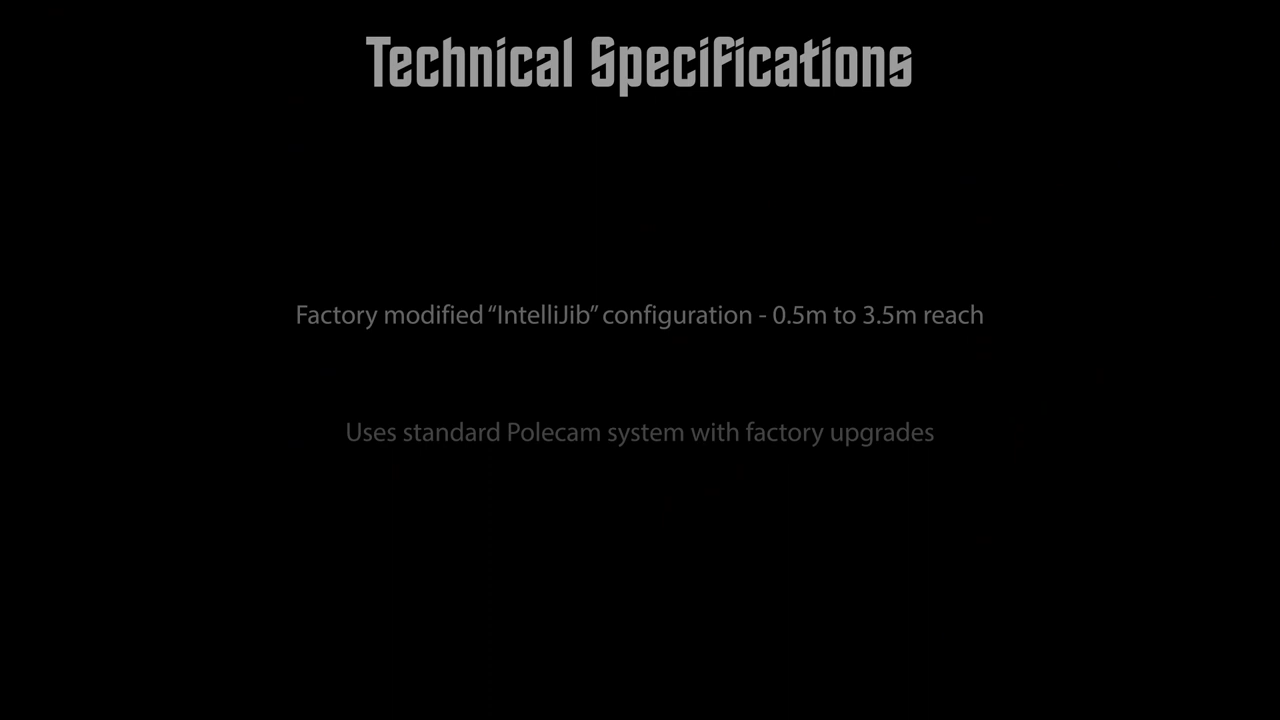 Technical Specifications
Factory modified “IntelliJib” configuration - 0.5m to 3.5m reach
Uses standard Polecam system with factory upgrades